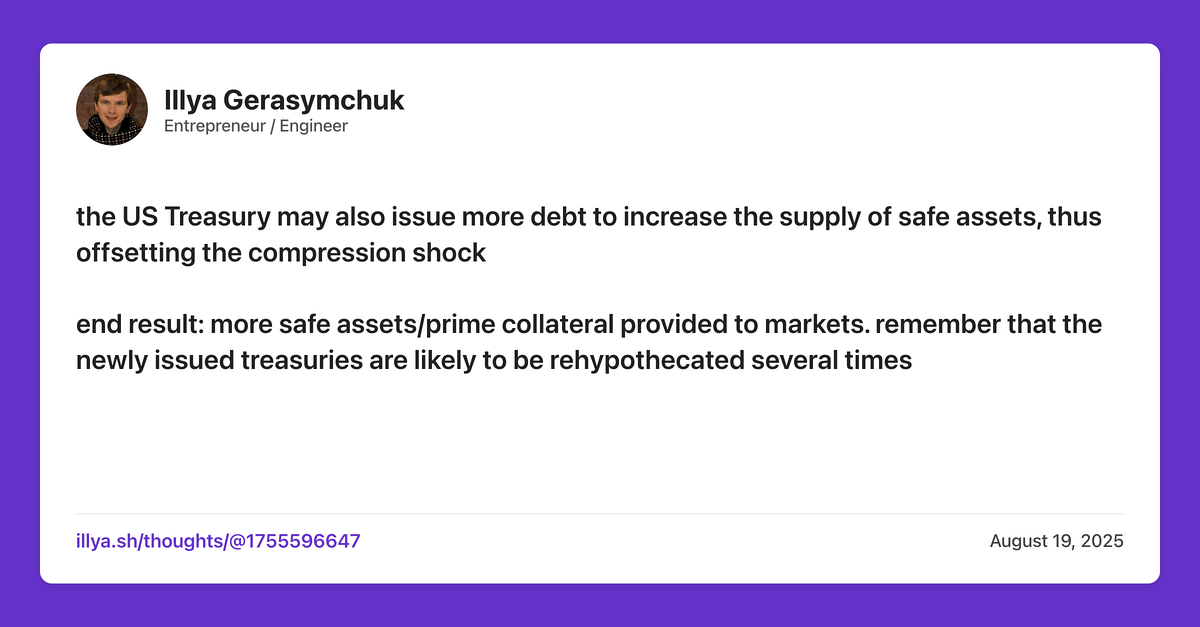 Illya Gerasymchuk
Entrepreneur / Engineer
the US Treasury may also issue more debt to increase the supply of safe assets, thus
offsetting the compression shock
end result: more safe assets/prime collateral provided to markets. remember that the
newly issued treasuries are likely to be rehypothecated several times
illya.sh/thoughts/@1755596647
August 19, 2025